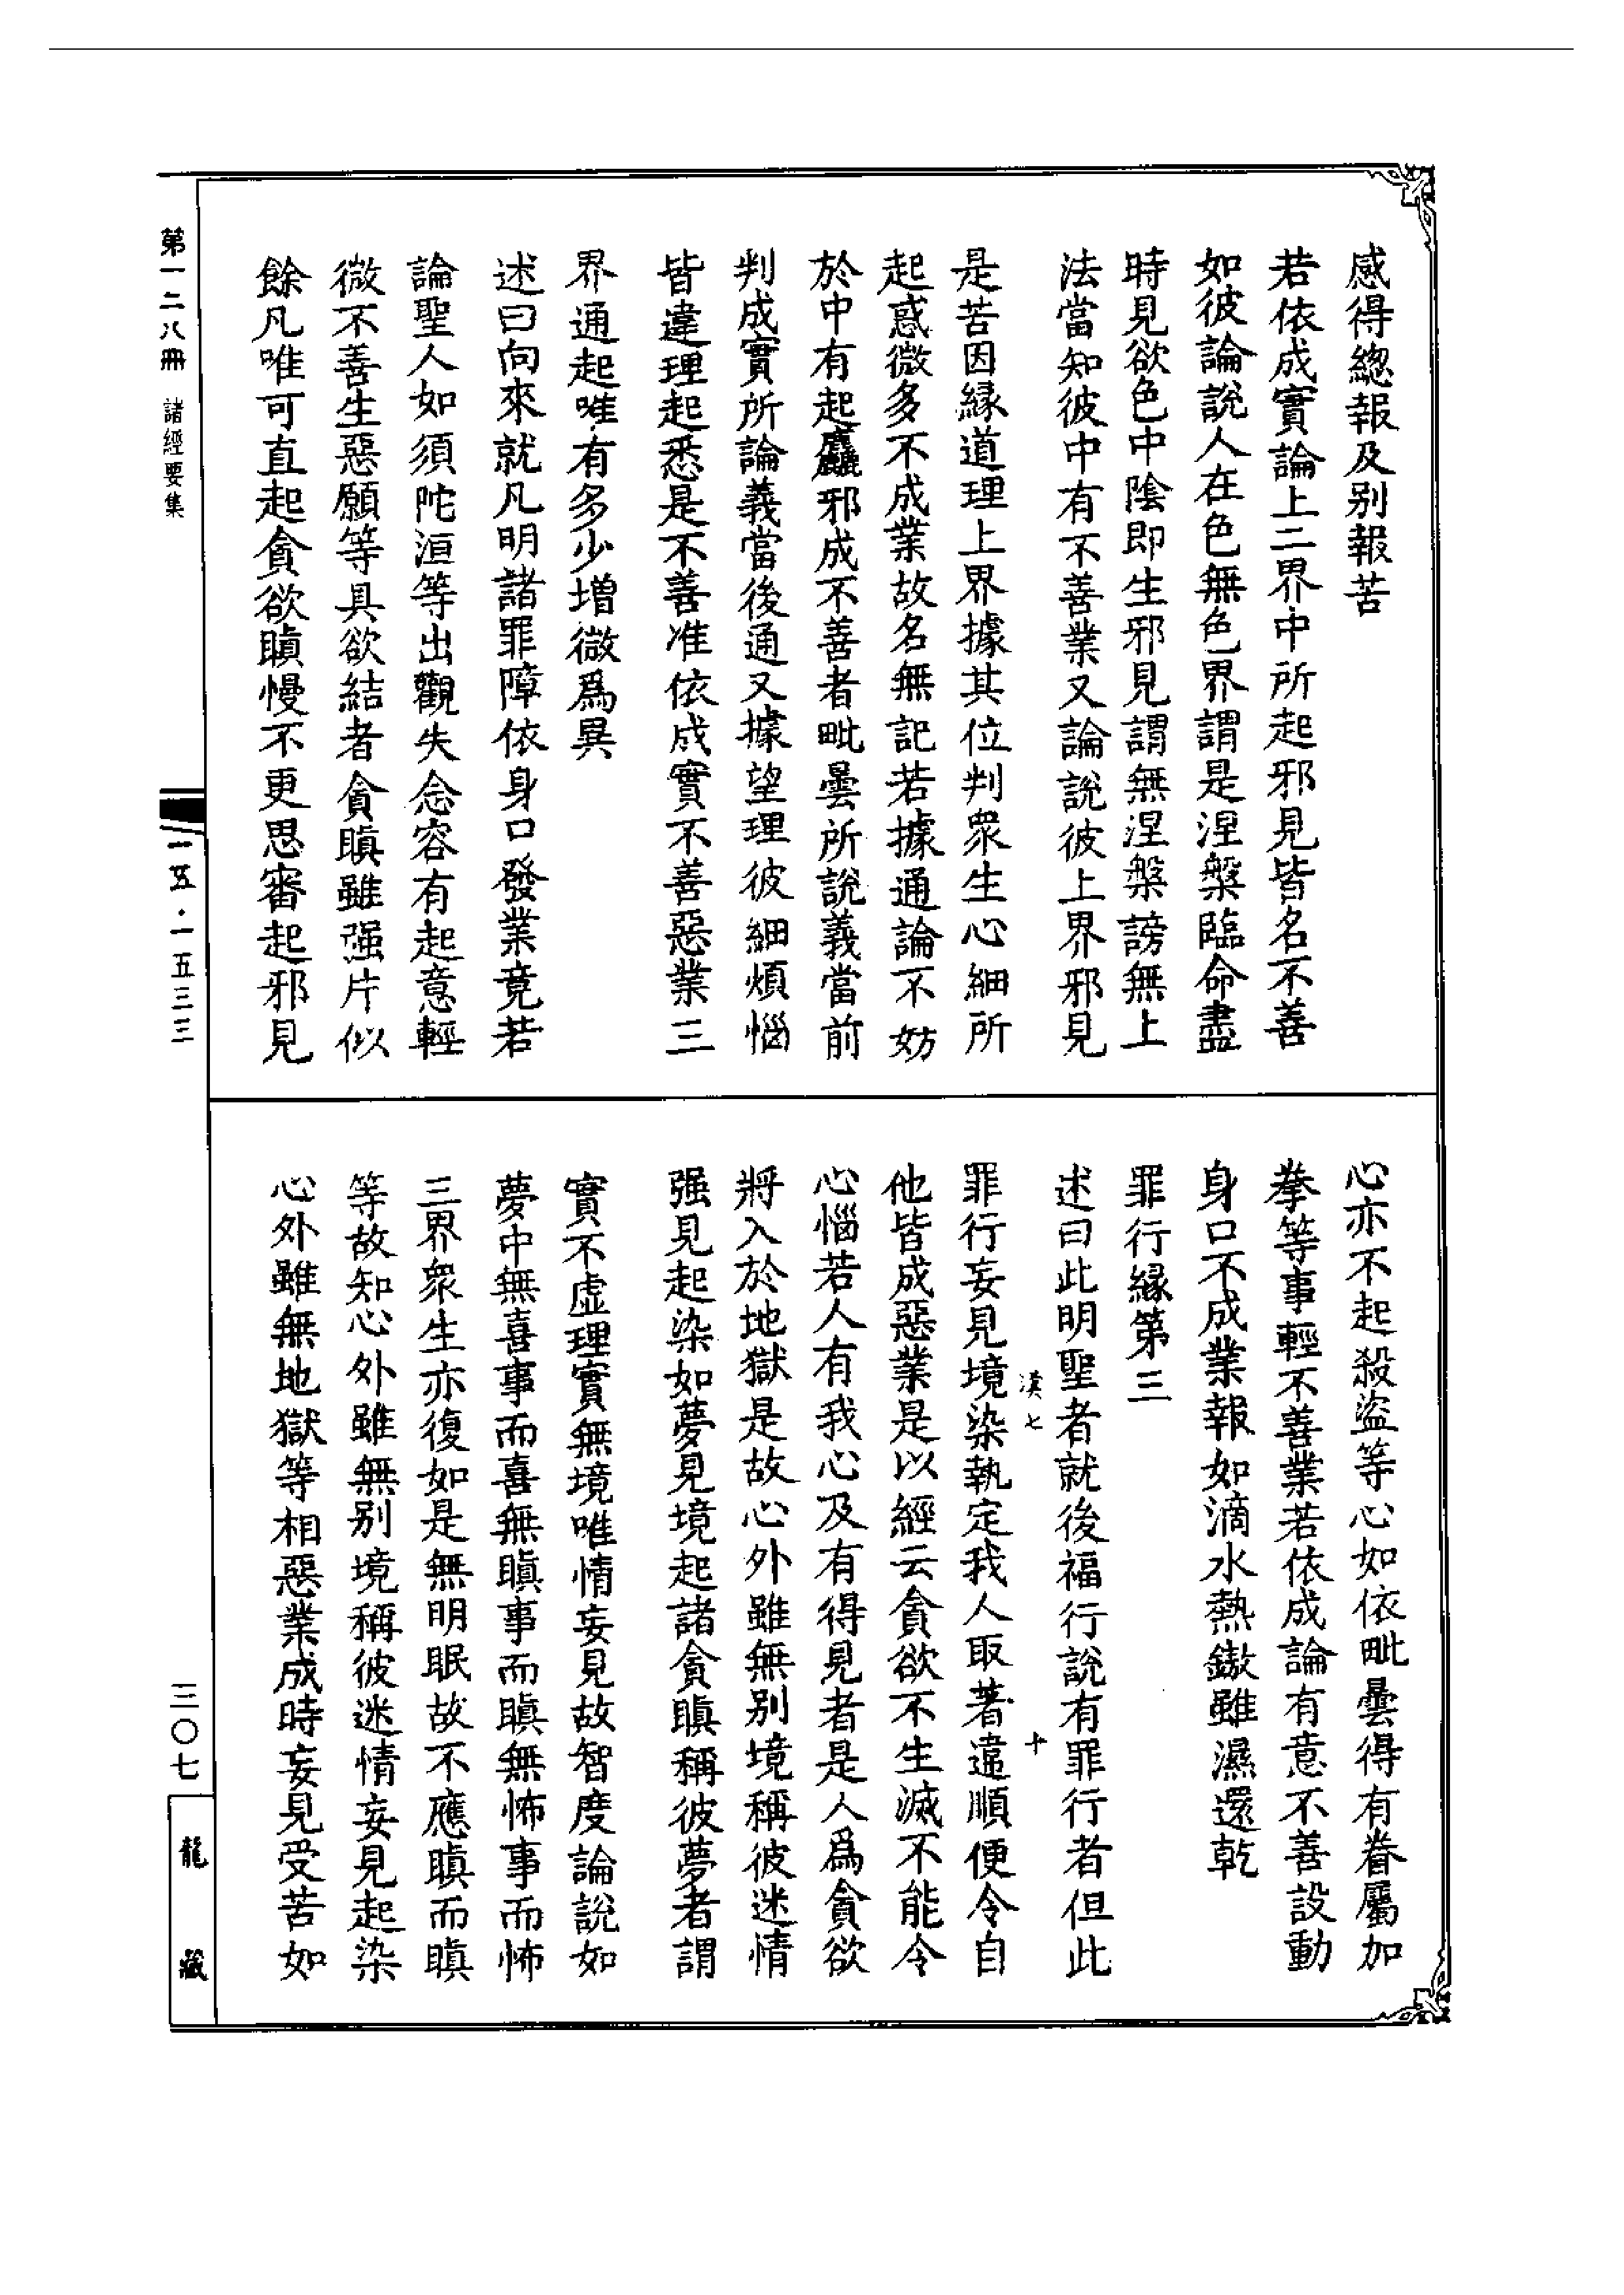 感得總報及别報苦
若依成實論上二界中所起邪見皆名不善
如彼論說人在色無色界謂是涅槃臨命盡
時見欲色中陰即生邪見謂無涅槃謗無上
法當知彼中有不善業又論說彼上界邪見
是苦因緣道理上界據其位判衆生心細所
起惑微多不成業故名無記若據通論不妨
於中有起麤邪成不善者毗曇所說義當前
判成實所論義當後通又據望理彼細煩惱
皆違理起悉是不善准依成實不善惡業三
界通起唯有多少增微爲異
述曰向來就凡明諸罪障依身口發業竟若
論聖人如須陀洹等出觀失念容有起意輕
微不善生惡願等具欲結者貪瞋雖强片似
餘凡唯可直起貪欲瞋慢不更思審起邪見
心亦不起殺盜等心如依毗曇得有眷屬加
拳等事輕不善業若依成論有意不善設動
身口不成業報如滴水熱鏊雖濕還乾
罪行緣第三
述曰此明聖者就後福行說有罪行者但此
漢七 十
罪行妄見境染執定我人取著違順便令自
他皆成惡業是以經云貪欲不生滅不能令
心惱若人有我心及有得見者是人爲貪欲
將入於地獄是故心外雖無别境稱彼迷情
强見起染如夢見境起諸貪瞋稱彼夢者謂
實不虛理實無境唯情妄見故智度論說如
夢中無喜事而喜無瞋事而瞋無怖事而怖
三界衆生亦復如是無明眠故不應瞋而瞋
等故知心外雖無别境稱彼迷情妄見起染
心外雖無地獄等相惡業成時妄見受苦如
第一二八冊 諸經要集
一五·一五三三
三〇七
龍藏